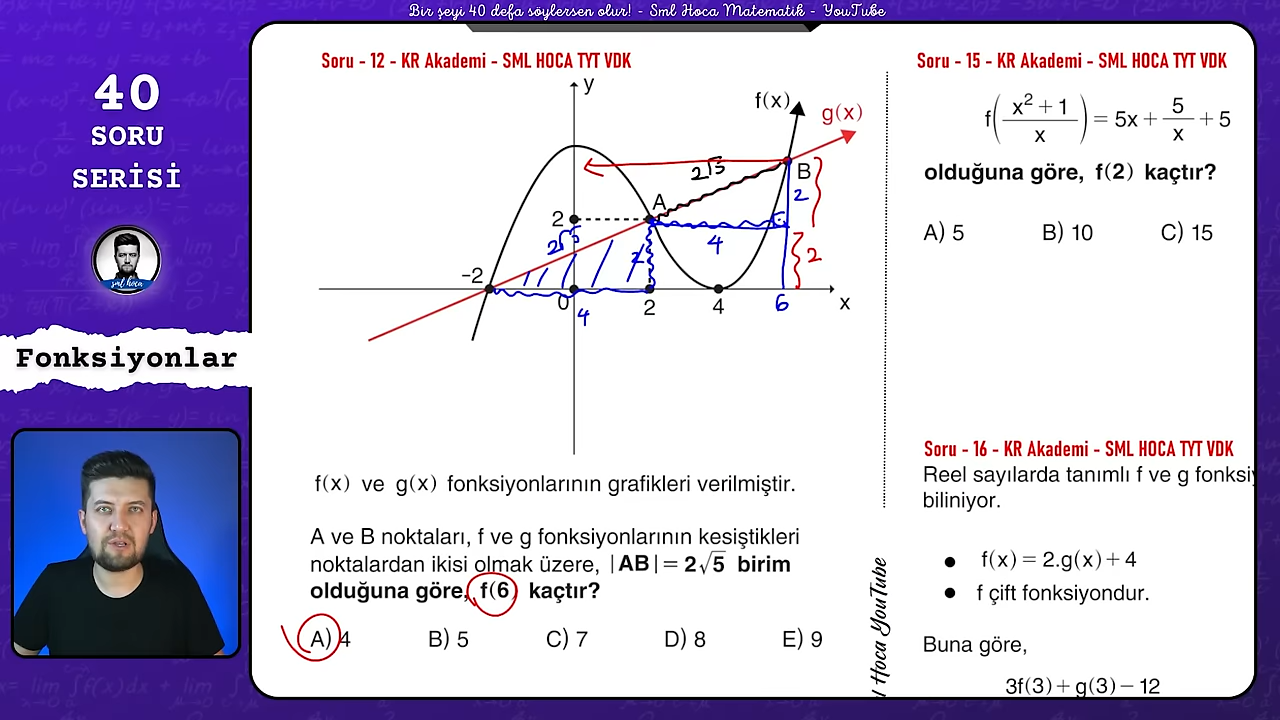 Bir şeyi 40 defa söylersen olur! - Sml Hoca Matematik - YouTube
40
SORU
SERİSİ
sml hoca
Fonksiyonlar
Soru - 12 - KR Akademi - SML HOCA TYT VDK
y
f(x)
g(x)
2√5
B
A
2
2
2√5
2
4
2
-2
0
2
4
6
x
4
f(x) ve g(x) fonksiyonlarının grafikleri verilmiştir.
A ve B noktaları, f ve g fonksiyonlarının kesiştikleri
noktalardan ikisi olmak üzere, |AB| = 2√5 birim
olduğuna göre, f(6) kaçtır?
A) 4 B) 5 C) 7 D) 8 E) 9
l Hoca YouTube
Soru - 15 - KR Akademi - SML HOCA TYT VDK
f((x² + 1)/x) = 5x + 5/x + 5
olduğuna göre, f(2) kaçtır?
A) 5 B) 10 C) 15
Soru - 16 - KR Akademi - SML HOCA TYT VDK
Reel sayılarda tanımlı f ve g fonksiy
biliniyor.
● f(x) = 2.g(x) + 4
● f çift fonksiyondur.
Buna göre,
3f(3) + g(3) − 12